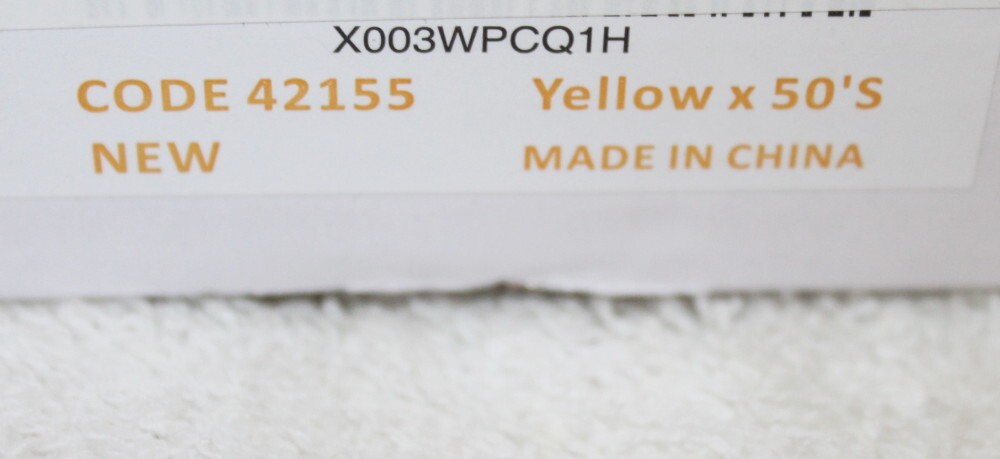 X003WPCQ1H
CODE 42155 Yellow x 50'S
NEW MADE IN CHINA